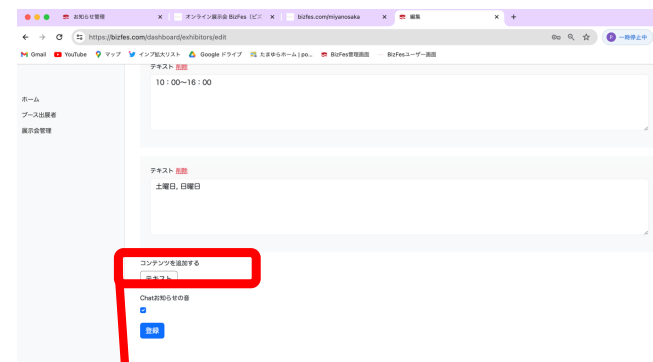 お知らせ管理
オンライン展示会 BizFes（ビズ
bizfes.com/miyanosaka
編集
https://bizfes.com/dashboard/exhibitors/edit
一時停止中
Gmail
YouTube
マップ
インプ拡大リスト
Google ドライブ
たまゆらホーム | po...
BizFes管理画面
BizFesユーザー画面
テキスト 削除
10：00〜16：00
ホーム
ブース出展者
展示会管理
テキスト 削除
土曜日, 日曜日
コンテンツを追加する
テキスト
Chatお知らせの音
登録